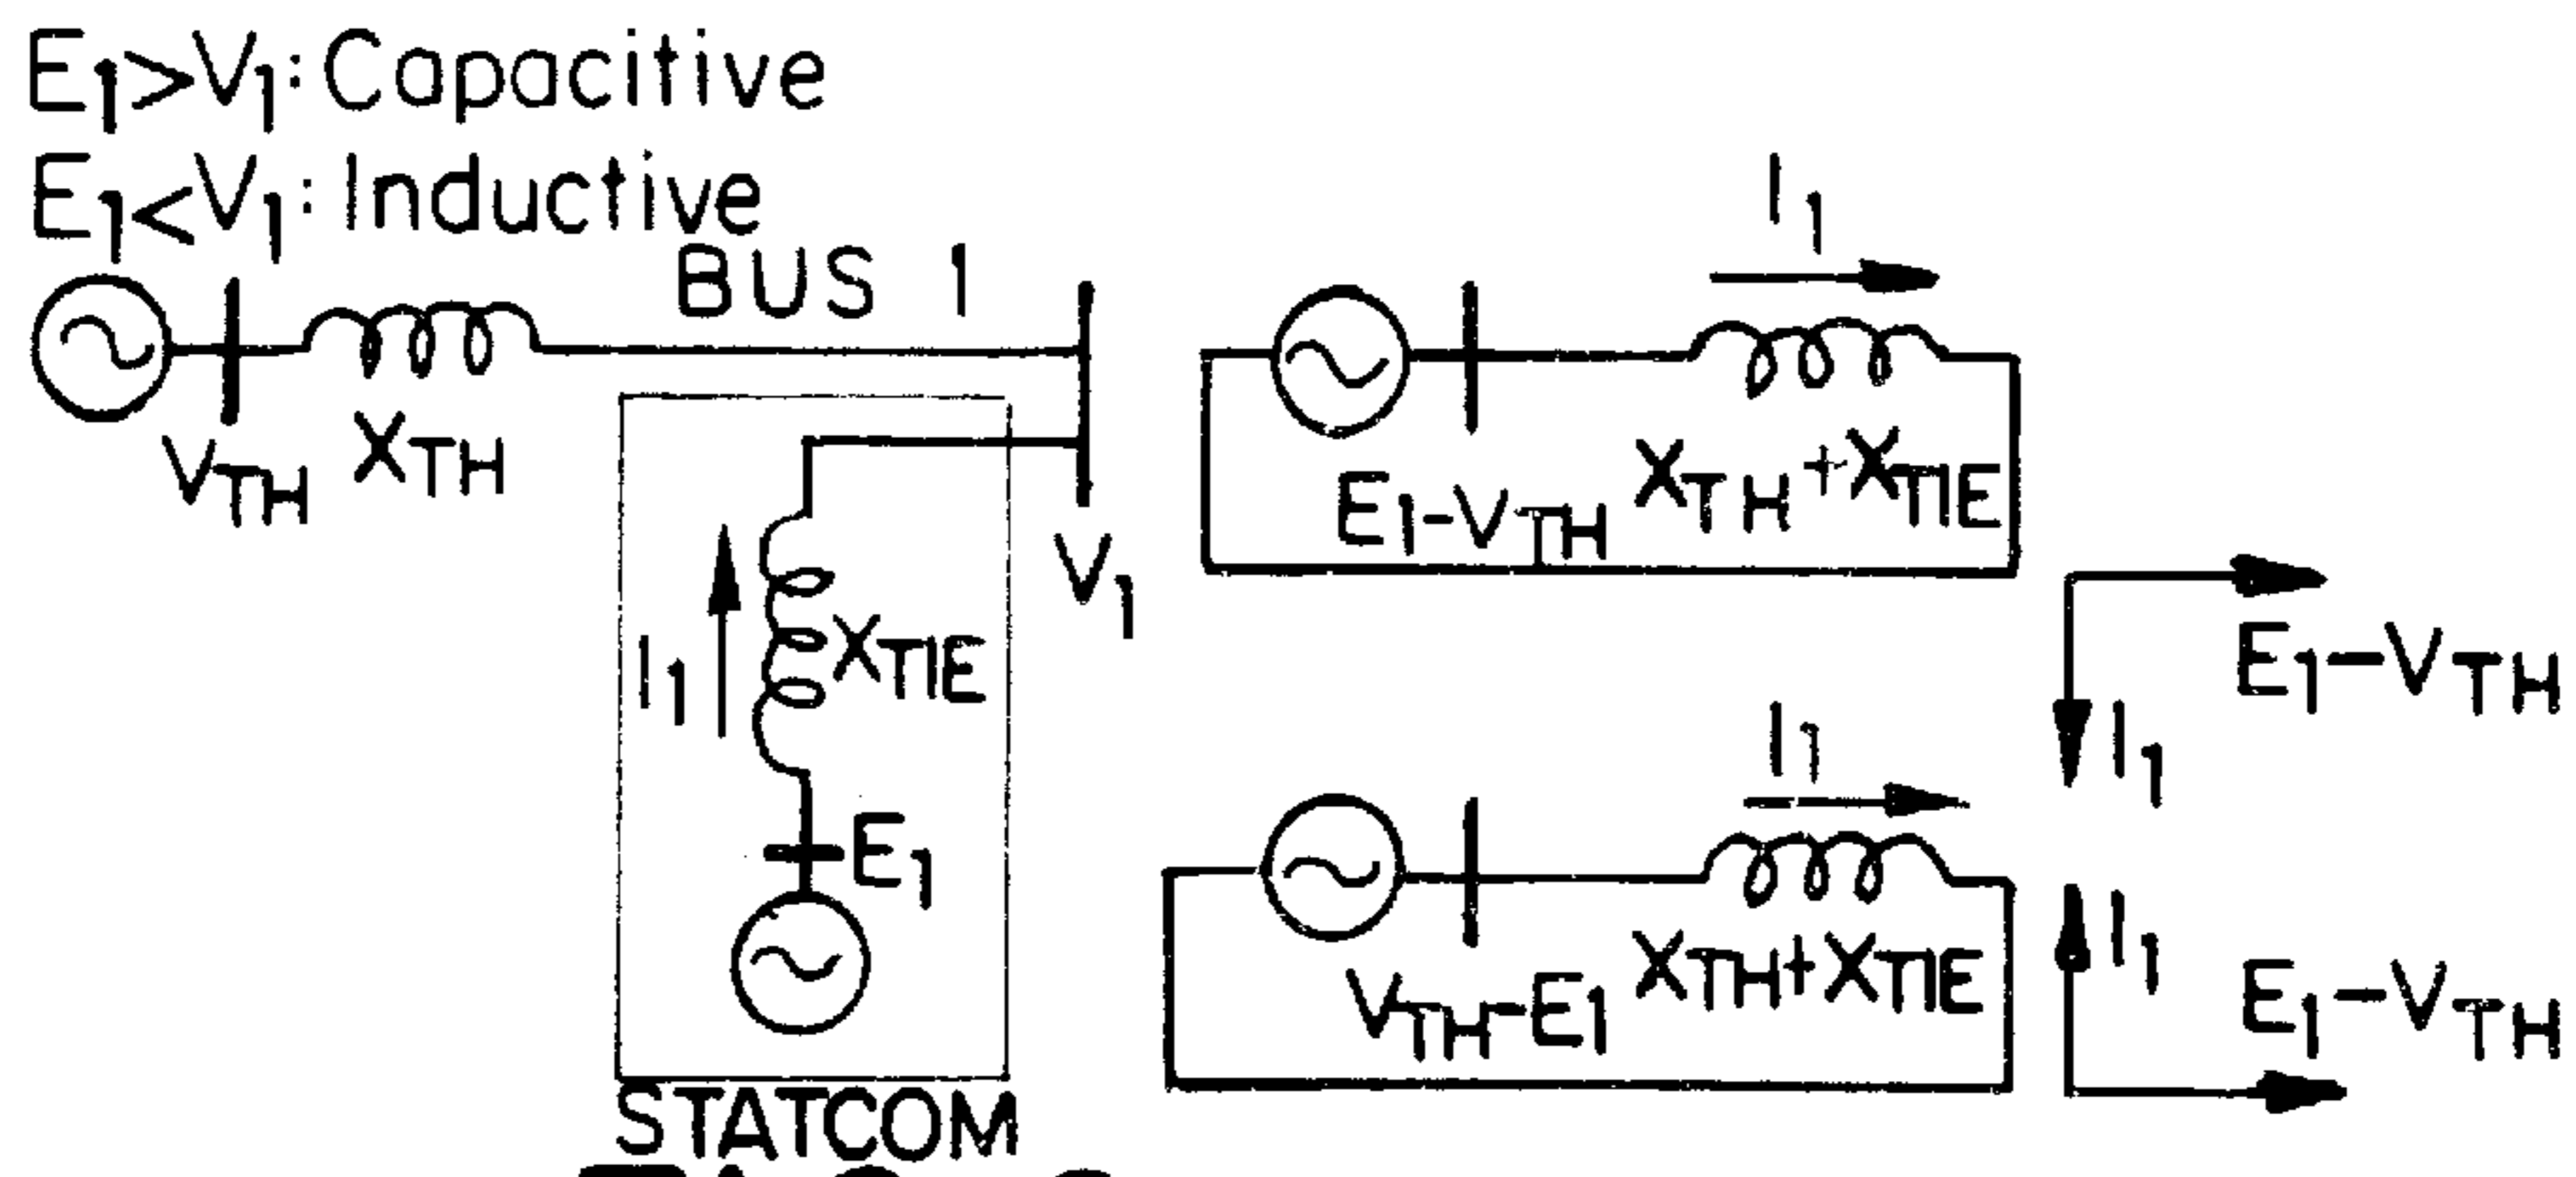 E1>V1: Capacitive
E1<V1: Inductive
BUS 1
VTH
XTH
V1
I1
XTIE
E1
STATCOM
I1
E1-VTH
XTH+XTIE
E1-VTH
I1
I1
VTH-E1
XTH+XTIE
I1
E1-VTH